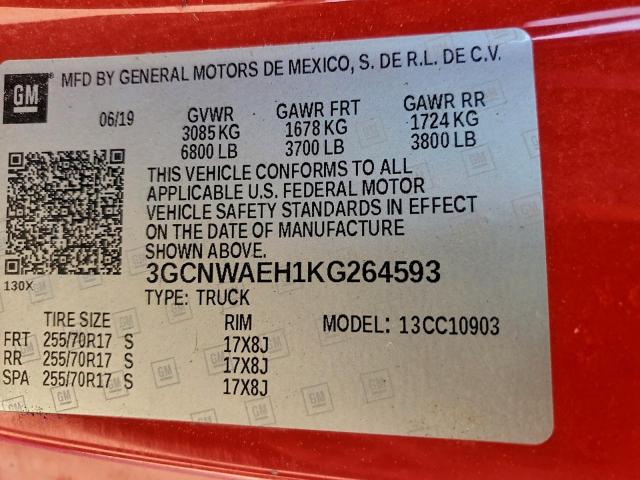 GM MFD BY GENERAL MOTORS DE MEXICO, S. DE R.L. DE C.V.
06/19 GVWR GAWR FRT GAWR RR
3085 KG 1678 KG 1724 KG
6800 LB 3700 LB 3800 LB
THIS VEHICLE CONFORMS TO ALL
APPLICABLE U.S. FEDERAL MOTOR
VEHICLE SAFETY STANDARDS IN EFFECT
ON THE DATE OF MANUFACTURE
SHOWN ABOVE.
130X 3GCNWAEH1KG264593
TYPE: TRUCK
TIRE SIZE RIM MODEL: 13CC10903
FRT 255/70R17 S 17X8J
RR 255/70R17 S 17X8J
SPA 255/70R17 S 17X8J